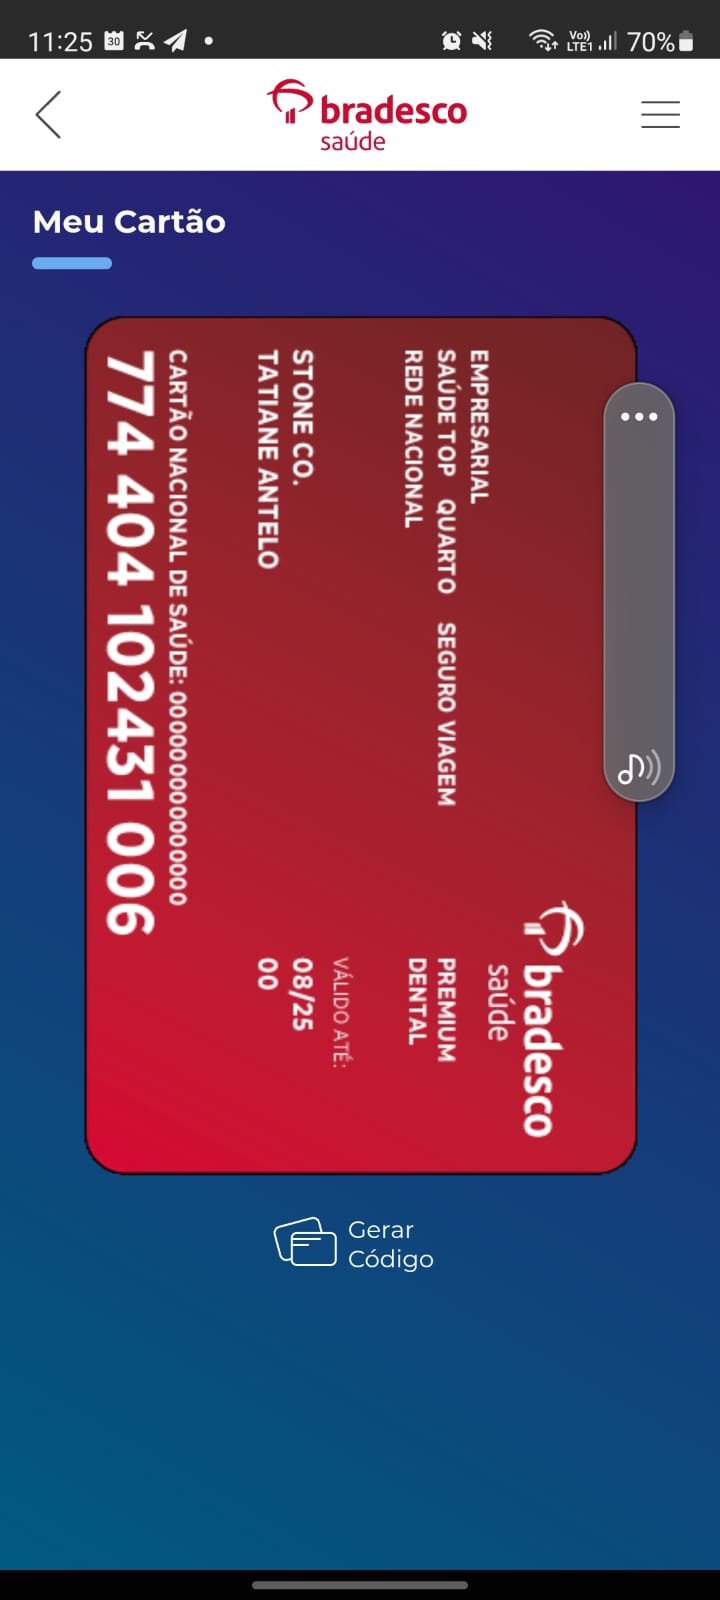 11:25
30
Vo))
LTE1
70%
bradesco
saúde
Meu Cartão
bradesco
saúde
EMPRESARIAL
SAÚDE TOP QUARTO SEGURO VIAGEM
PREMIUM
REDE NACIONAL
DENTAL
VÁLIDO ATÉ:
STONE CO.
08/25
TATIANE ANTELO
00
CARTÃO NACIONAL DE SAÚDE: 000000000000000
774 404 102431 006
Gerar
Código